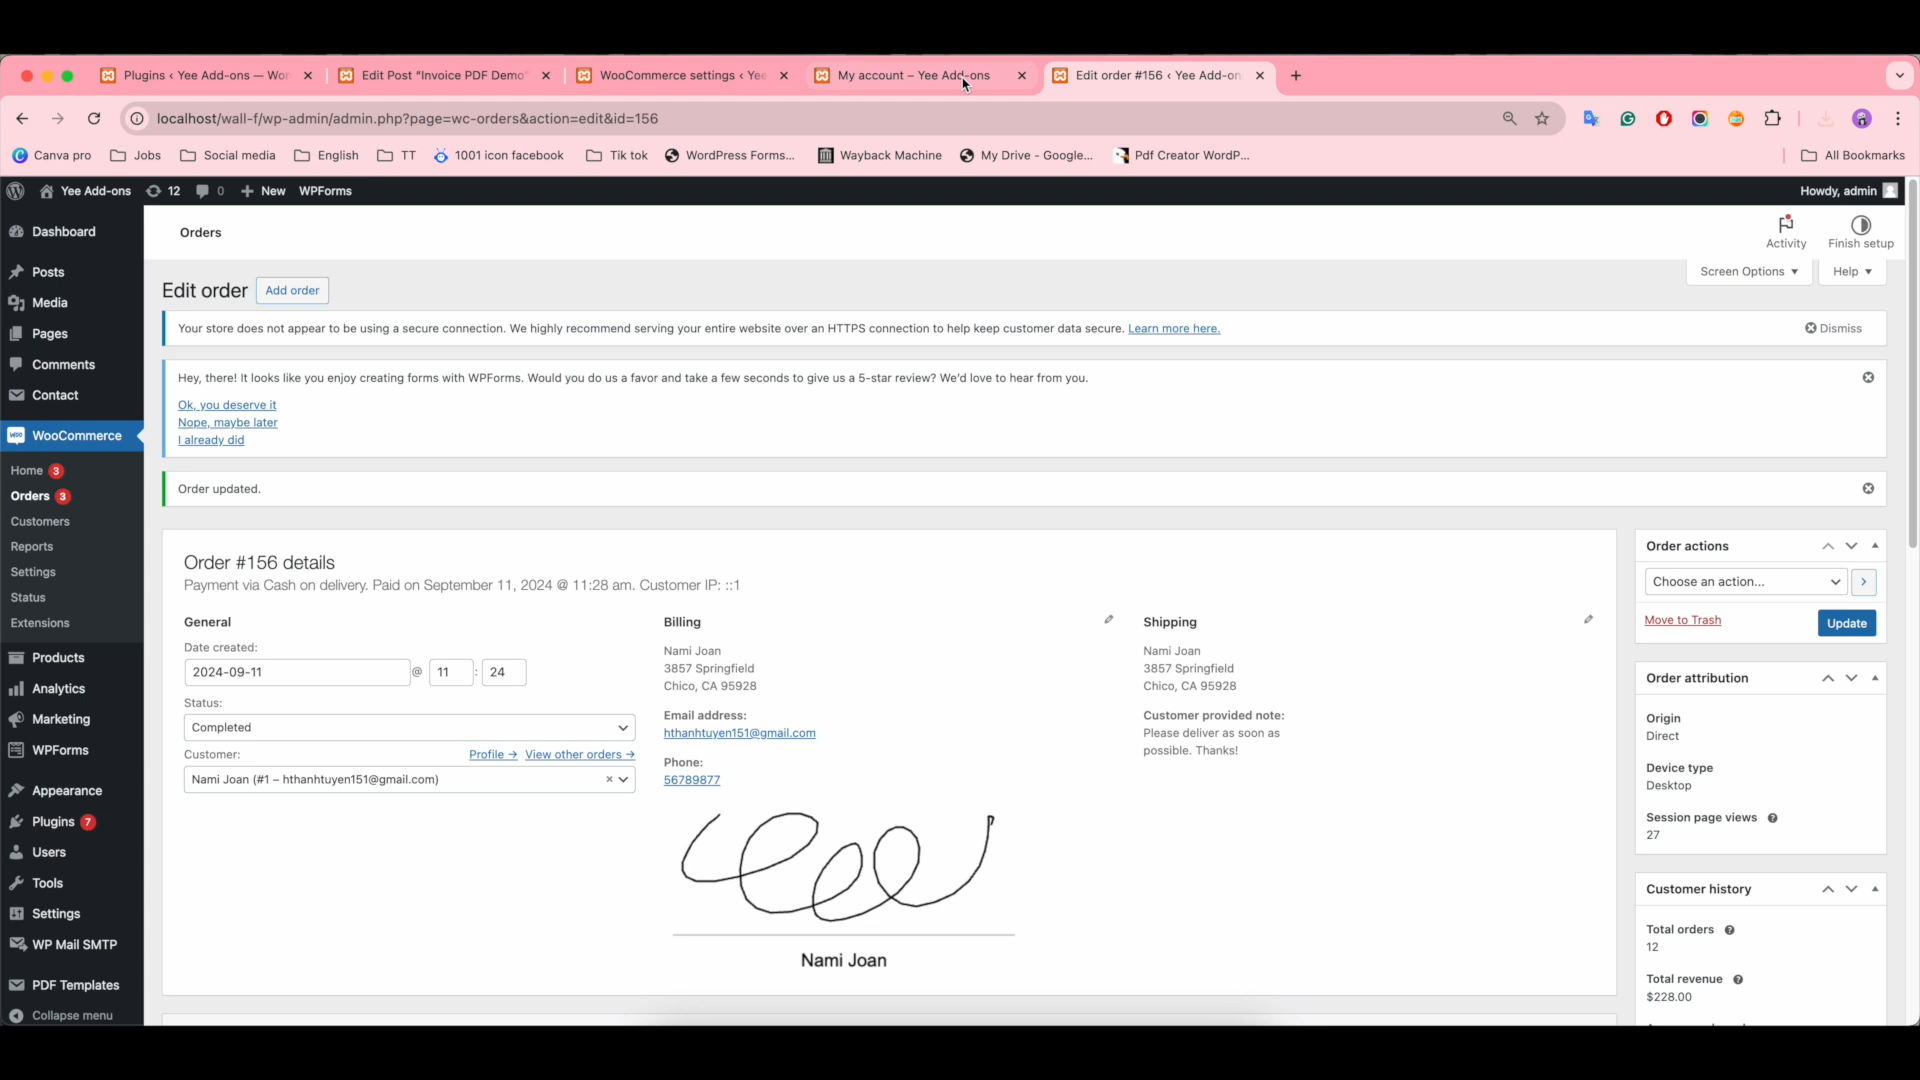 Plugins ‹ Yee Add-ons — Wor
Edit Post “Invoice PDF Demo”
WooCommerce settings ‹ Yee
My account – Yee Add-ons
Edit order #156 ‹ Yee Add-on
localhost/wall-f/wp-admin/admin.php?page=wc-orders&action=edit&id=156
Canva pro
Jobs
Social media
English
TT
1001 icon facebook
Tik tok
WordPress Forms...
Wayback Machine
My Drive - Google...
Pdf Creator WordP...
All Bookmarks
Yee Add-ons
12
0
New
WPForms
Howdy, admin
Dashboard
Posts
Media
Pages
Comments
Contact
WooCommerce
Home 3
Orders 3
Customers
Reports
Settings
Status
Extensions
Products
Analytics
Marketing
WPForms
Appearance
Plugins 7
Users
Tools
Settings
WP Mail SMTP
PDF Templates
Collapse menu
Orders
Activity
Finish setup
Screen Options
Help
Edit order
Add order
Your store does not appear to be using a secure connection. We highly recommend serving your entire website over an HTTPS connection to help keep customer data secure. Learn more here.
Dismiss
Hey, there! It looks like you enjoy creating forms with WPForms. Would you do us a favor and take a few seconds to give us a 5-star review? We'd love to hear from you.
Ok, you deserve it
Nope, maybe later
I already did
Order updated.
Order #156 details
Payment via Cash on delivery. Paid on September 11, 2024 @ 11:28 am. Customer IP: ::1
General
Date created:
2024-09-11 @ 11 : 24
Status:
Completed
Customer:
Profile → View other orders →
Nami Joan (#1 – hthanhtuyen151@gmail.com) ×
Billing
Nami Joan
3857 Springfield
Chico, CA 95928
Email address:
hthanhtuyen151@gmail.com
Phone:
56789877
Nami Joan
Shipping
Nami Joan
3857 Springfield
Chico, CA 95928
Customer provided note:
Please deliver as soon as
possible. Thanks!
Order actions
Choose an action...
Move to Trash
Update
Order attribution
Origin
Direct
Device type
Desktop
Session page views
27
Customer history
Total orders
12
Total revenue
$228.00